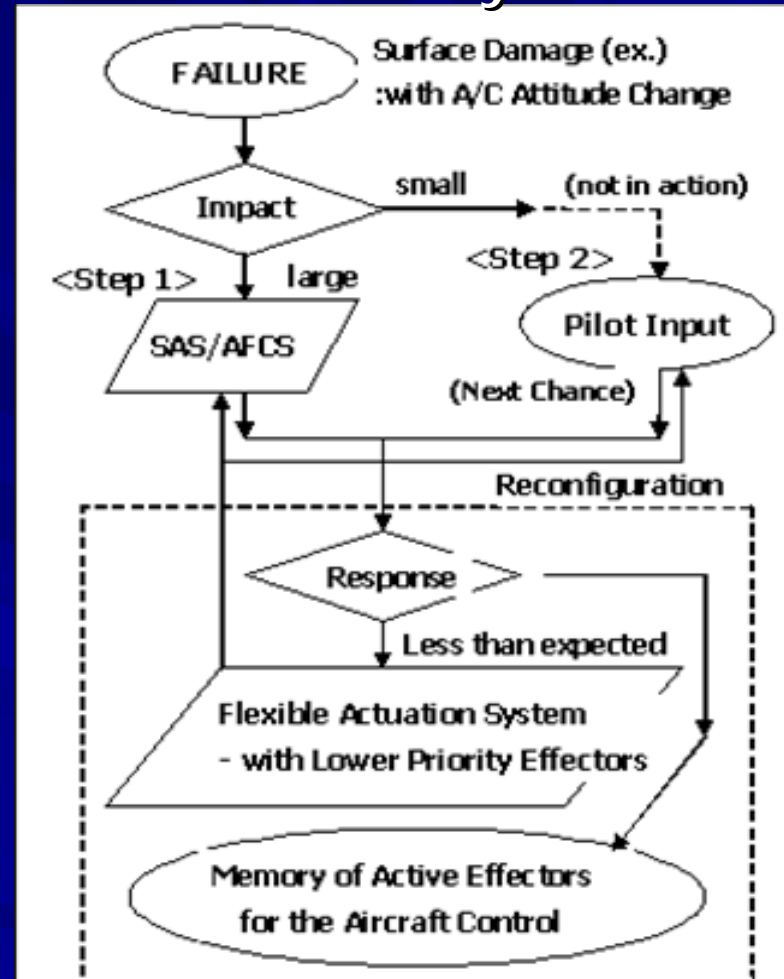 FAILURE
Surface Damage (ex.)
:with A/C Attitude Change
Impact
small
(not in action)
<Step 1>
large
<Step 2>
SAS/AFCS
Pilot Input
(Next Chance)
Reconfiguration
Response
Less than expected
Flexible Actuation System
- with Lower Priority Effectors
Memory of Active Effectors
for the Aircraft Control